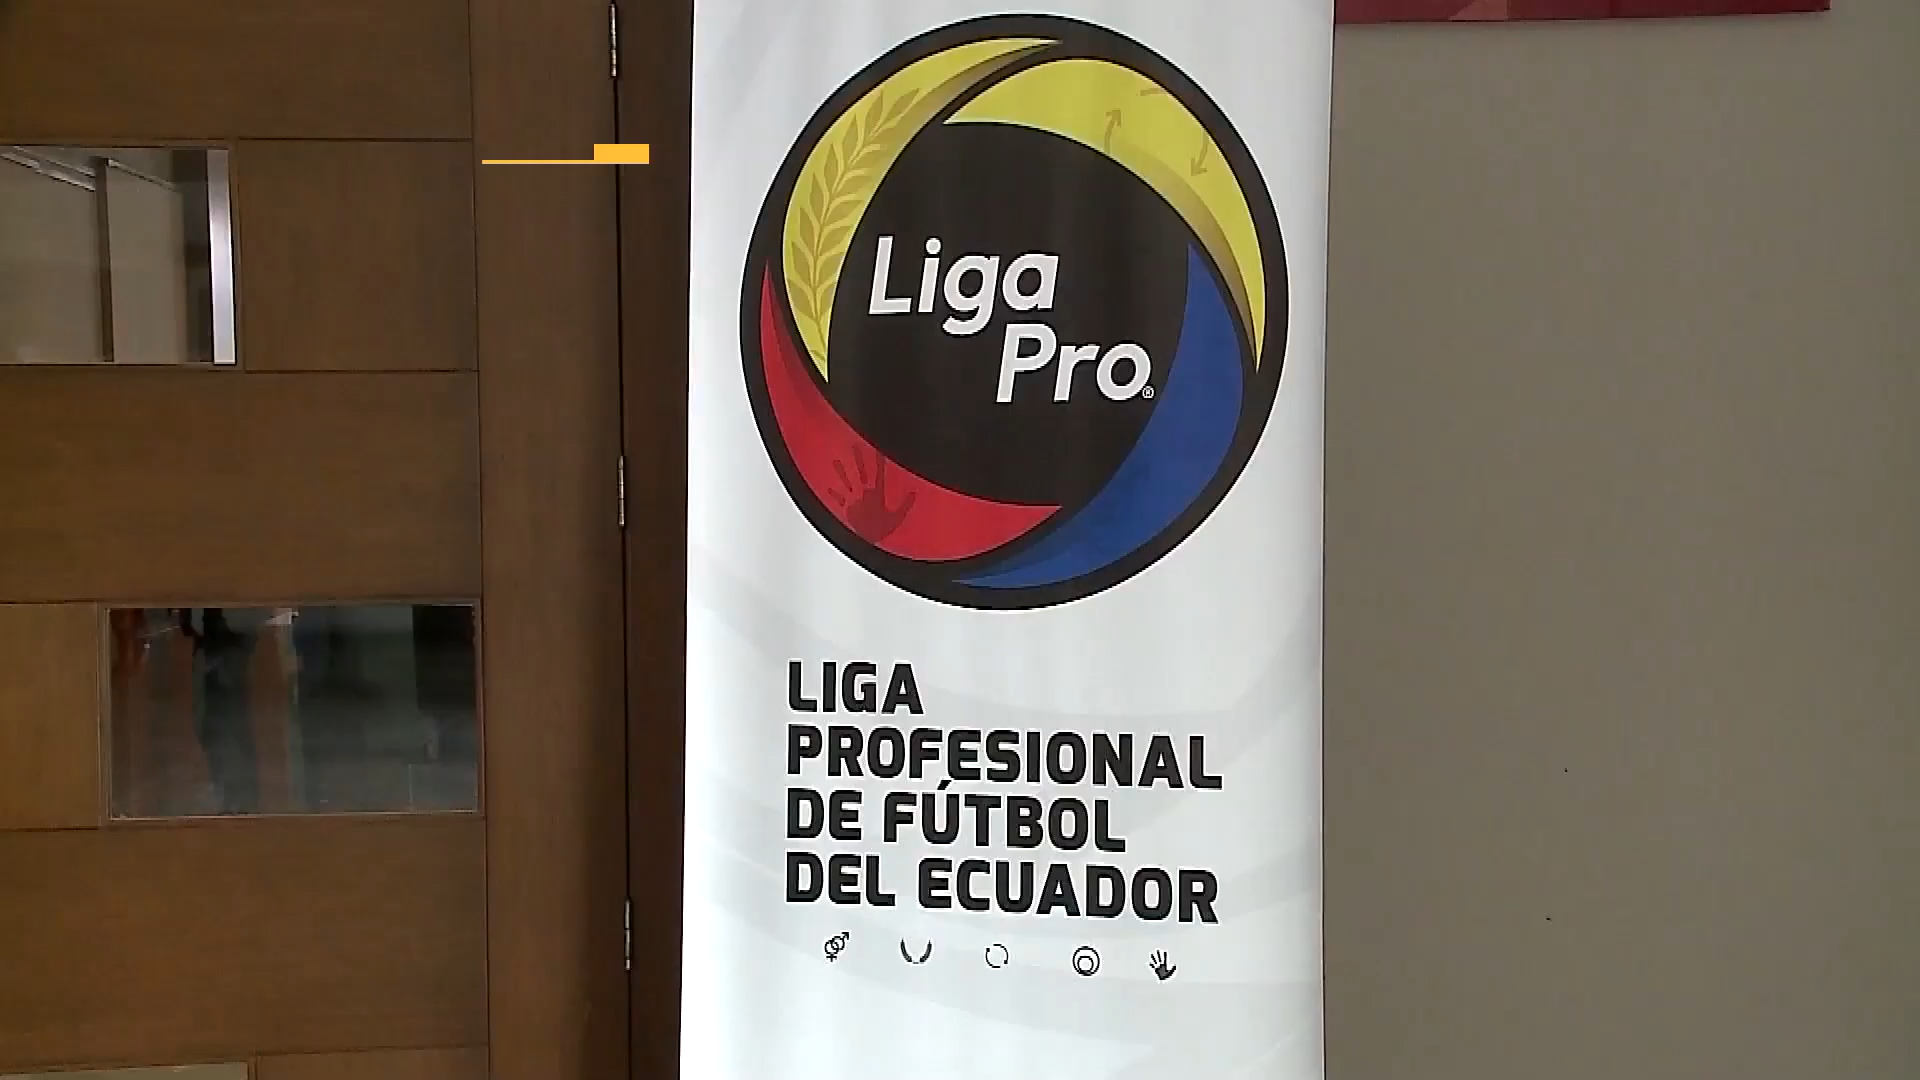 Liga
Pro®
LIGA
PROFESIONAL
DE FÚTBOL
DEL ECUADOR